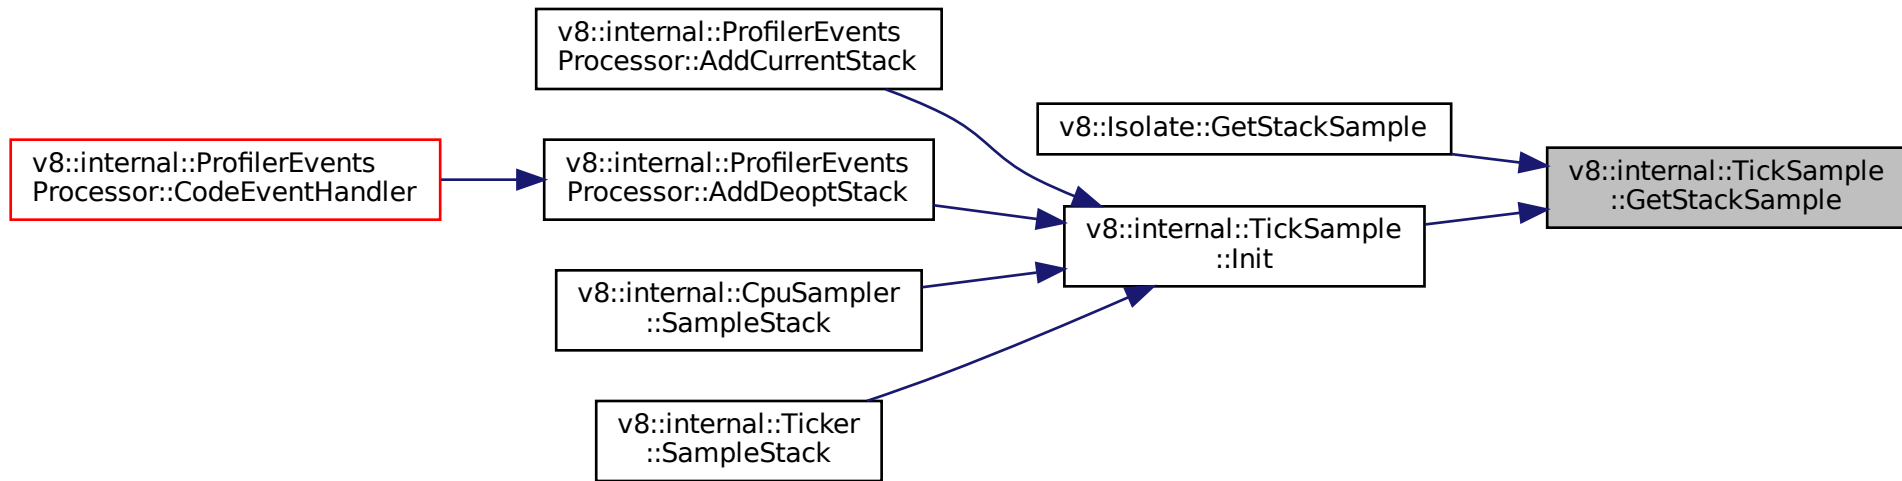 v8::internal::ProfilerEvents
Processor::AddCurrentStack
v8::Isolate::GetStackSample
v8::internal::ProfilerEvents
Processor::CodeEventHandler
v8::internal::ProfilerEvents
Processor::AddDeoptStack
v8::internal::TickSample
::GetStackSample
v8::internal::TickSample
::Init
v8::internal::CpuSampler
::SampleStack
v8::internal::Ticker
::SampleStack